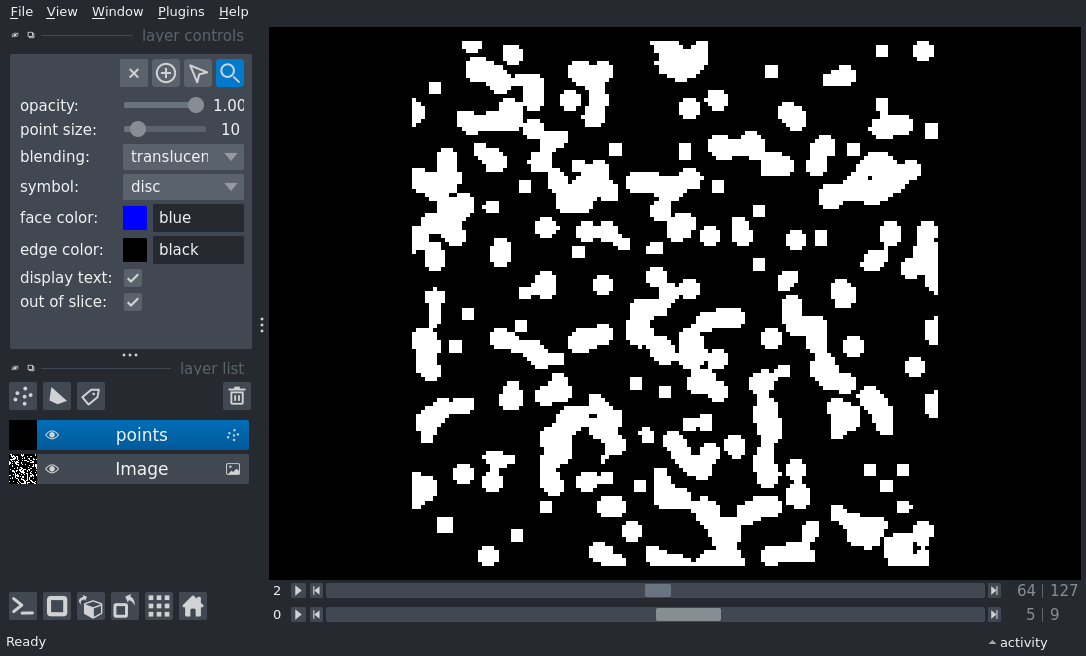 File View Window Plugins Help
layer controls
opacity: 1.00
point size: 10
blending: translucen
symbol: disc
face color: blue
edge color: black
display text:
out of slice:
layer list
points
Image
2 64 127
0 5 9
Ready activity